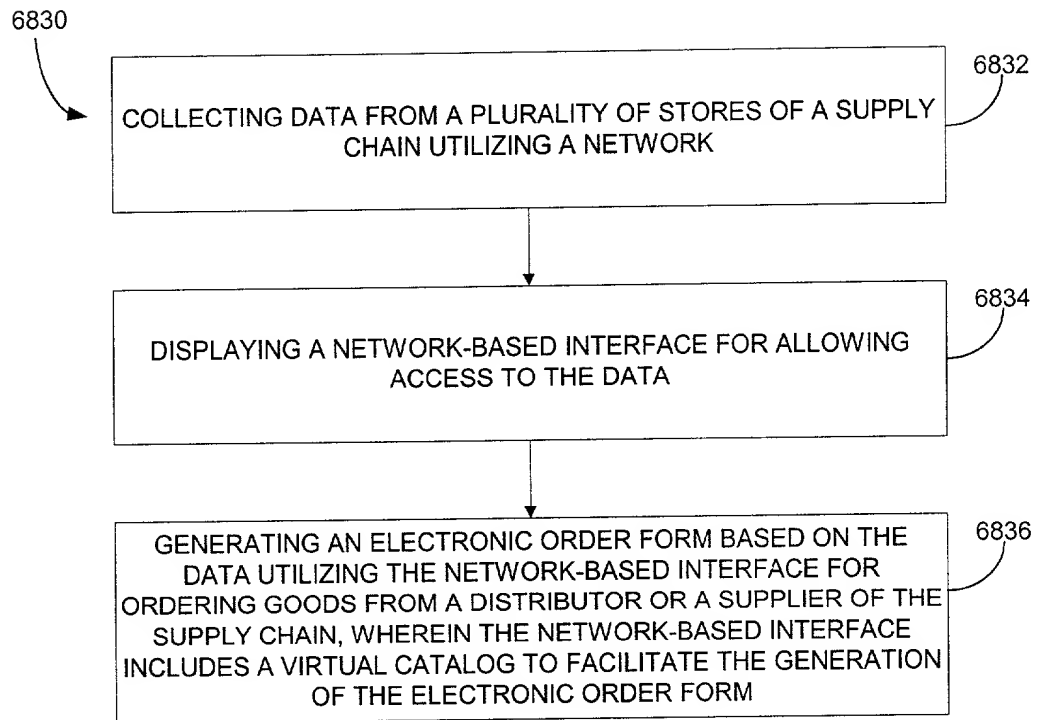 6830
6832
COLLECTING DATA FROM A PLURALITY OF STORES OF A SUPPLY
CHAIN UTILIZING A NETWORK
6834
DISPLAYING A NETWORK-BASED INTERFACE FOR ALLOWING
ACCESS TO THE DATA
6836
GENERATING AN ELECTRONIC ORDER FORM BASED ON THE
DATA UTILIZING THE NETWORK-BASED INTERFACE FOR
ORDERING GOODS FROM A DISTRIBUTOR OR A SUPPLIER OF THE
SUPPLY CHAIN, WHEREIN THE NETWORK-BASED INTERFACE
INCLUDES A VIRTUAL CATALOG TO FACILITATE THE GENERATION
OF THE ELECTRONIC ORDER FORM